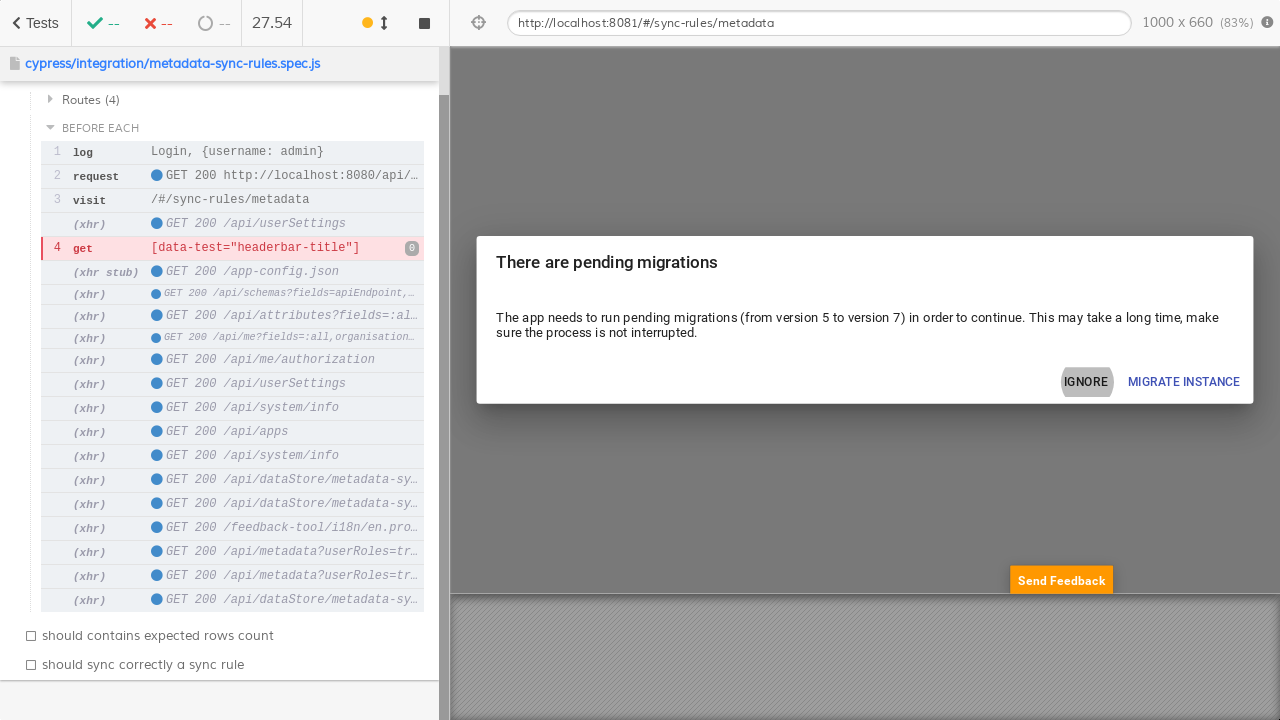 Tests
--
--
--
27.54
http://localhost:8081/#/sync-rules/metadata
1000 x 660 (83%)
cypress/integration/metadata-sync-rules.spec.js
Routes (4)
BEFORE EACH
1 log Login, {username: admin}
2 request GET 200 http://localhost:8080/api/…
3 visit /#/sync-rules/metadata
(xhr) GET 200 /api/userSettings
4 get [data-test="headerbar-title"] 0
(xhr stub) GET 200 /app-config.json
(xhr) GET 200 /api/schemas?fields=apiEndpoint,…
(xhr) GET 200 /api/attributes?fields=:al…
(xhr) GET 200 /api/me?fields=:all,organisation…
(xhr) GET 200 /api/me/authorization
(xhr) GET 200 /api/userSettings
(xhr) GET 200 /api/system/info
(xhr) GET 200 /api/apps
(xhr) GET 200 /api/system/info
(xhr) GET 200 /api/dataStore/metadata-sy…
(xhr) GET 200 /api/dataStore/metadata-sy…
(xhr) GET 200 /feedback-tool/i18n/en.pro…
(xhr) GET 200 /api/metadata?userRoles=tr…
(xhr) GET 200 /api/metadata?userRoles=tr…
(xhr) GET 200 /api/dataStore/metadata-sy…
should contains expected rows count
should sync correctly a sync rule
There are pending migrations
The app needs to run pending migrations (from version 5 to version 7) in order to continue. This may take a long time, make
sure the process is not interrupted.
IGNORE
MIGRATE INSTANCE
Send Feedback